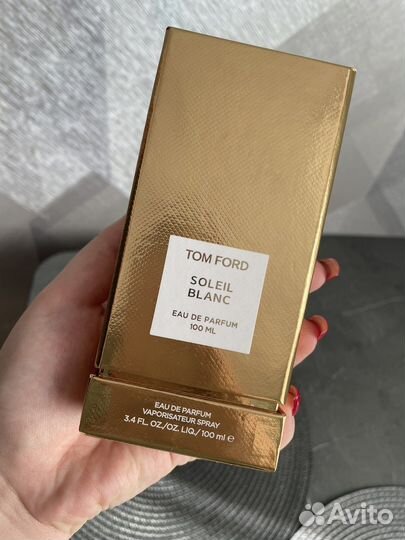 TOM FORD
SOLEIL
BLANC
EAU DE PARFUM
100 ML
EAU DE PARFUM
VAPORISATEUR SPRAY
3.4 FL. OZ./OZ. LIQ./ 100 ml ℮
Avito